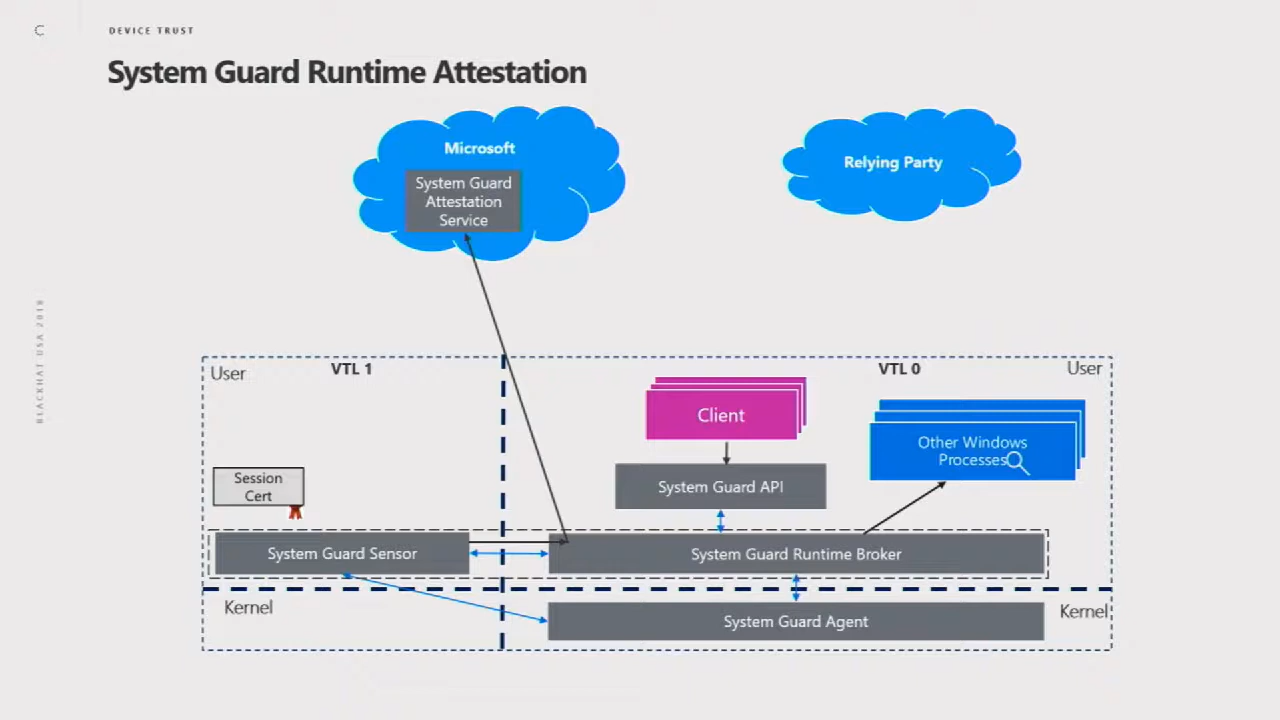 C
DEVICE TRUST
System Guard Runtime Attestation
Microsoft
System Guard
Attestation
Service
Relying Party
BLACKHAT USA 2018
User
VTL 1
VTL 0
User
Client
Other Windows
Processes
Session
Cert
System Guard API
System Guard Sensor
System Guard Runtime Broker
Kernel
Kernel
System Guard Agent